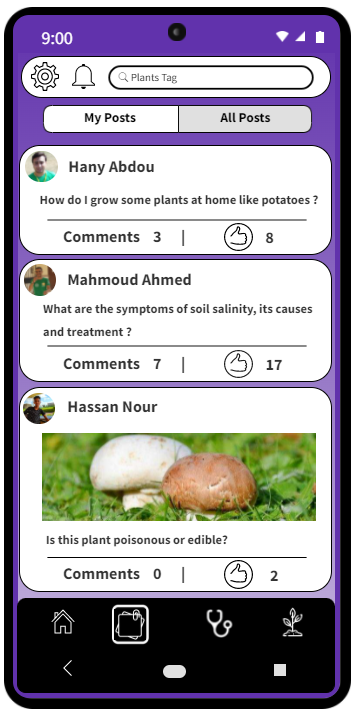 9:00
Plants Tag
My Posts All Posts
Hany Abdou
How do I grow some plants at home like potatoes ?
Comments 3 | 8
Mahmoud Ahmed
What are the symptoms of soil salinity, its causes
and treatment ?
Comments 7 | 17
Hassan Nour
Is this plant poisonous or edible?
Comments 0 | 2